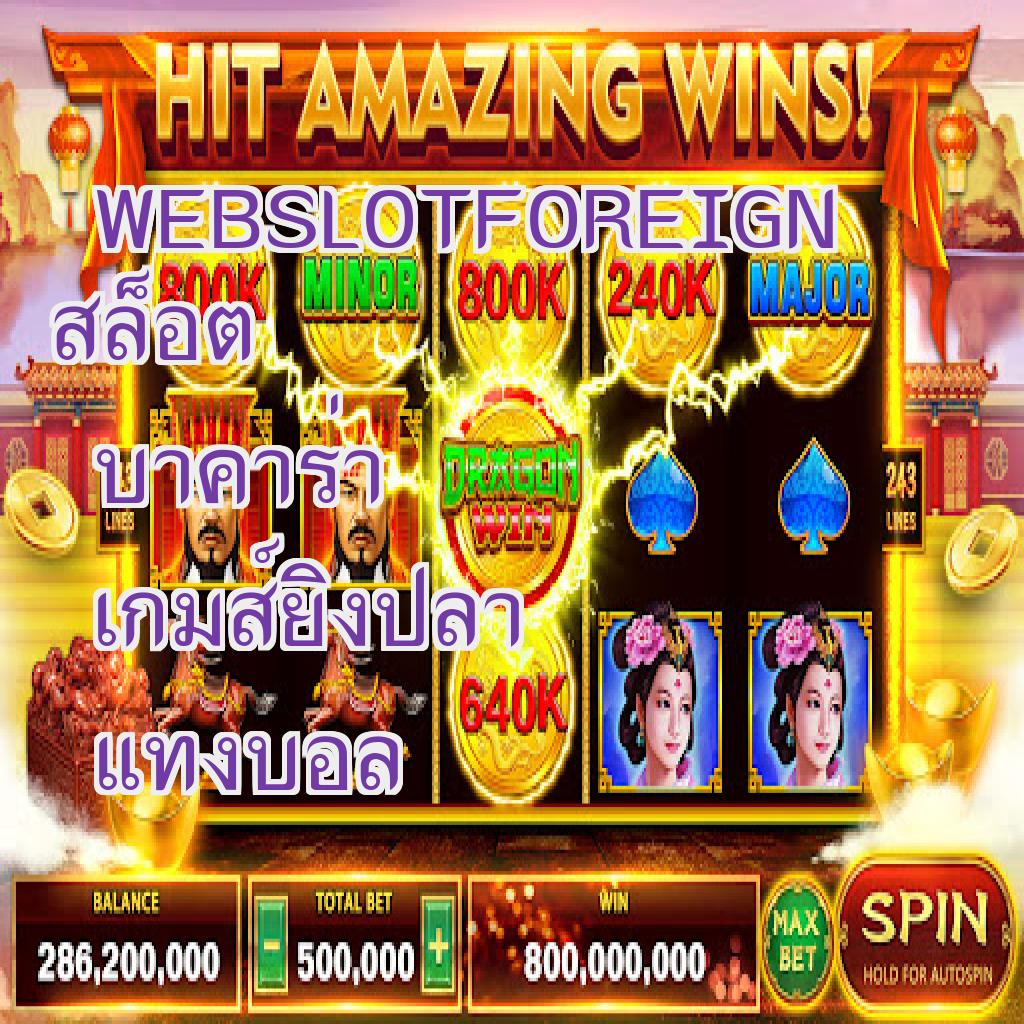 HIT AMAZING WINS!
WEBSLOTFOREIGN
800K MINOR 800K 240K MAJOR
สล็อต
บาคาร่า
DRAGON
WIN
243
LINES
LINES
เกมส์ยิงปลา
640K
แทงบอล
BALANCE TOTAL BET WIN
286,200,000 - 500,000 + 800,000,000
MAX
BET
SPIN
HOLD FOR AUTOSPIN